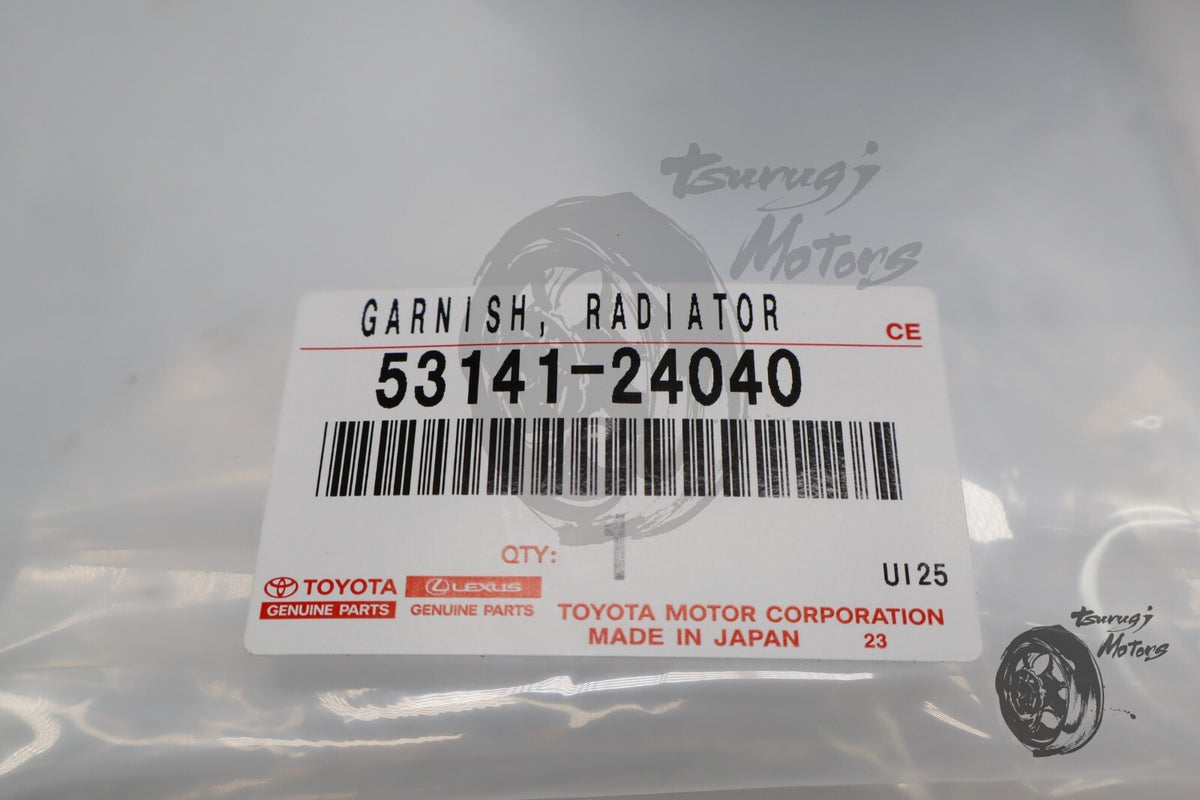 tsurugi
Motors
GARNISH, RADIATOR
CE
53141-24040
QTY: 1
UI25
TOYOTA
GENUINE PARTS
LEXUS
GENUINE PARTS
TOYOTA MOTOR CORPORATION
MADE IN JAPAN 23
tsurugi
Motors